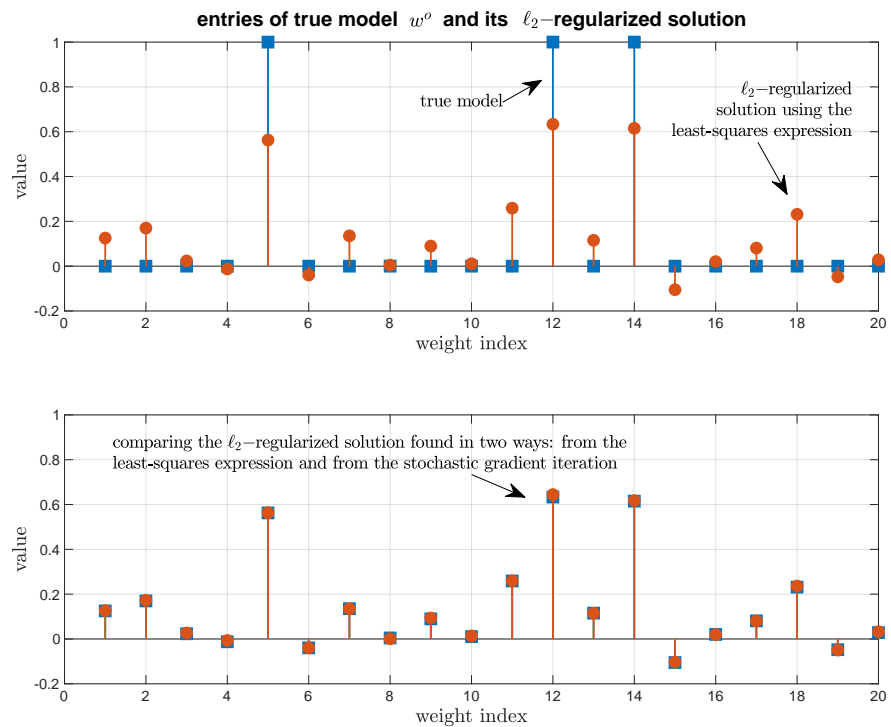 entries of true model wᵒ and its ℓ₂−regularized solution
1
0.8
0.6
0.4
0.2
0
-0.2
value
true model
ℓ₂−regularized
solution using the
least-squares expression
0 2 4 6 8 10 12 14 16 18 20
weight index
1
0.8
0.6
0.4
0.2
0
-0.2
value
comparing the ℓ₂−regularized solution found in two ways: from the
least-squares expression and from the stochastic gradient iteration
0 2 4 6 8 10 12 14 16 18 20
weight index